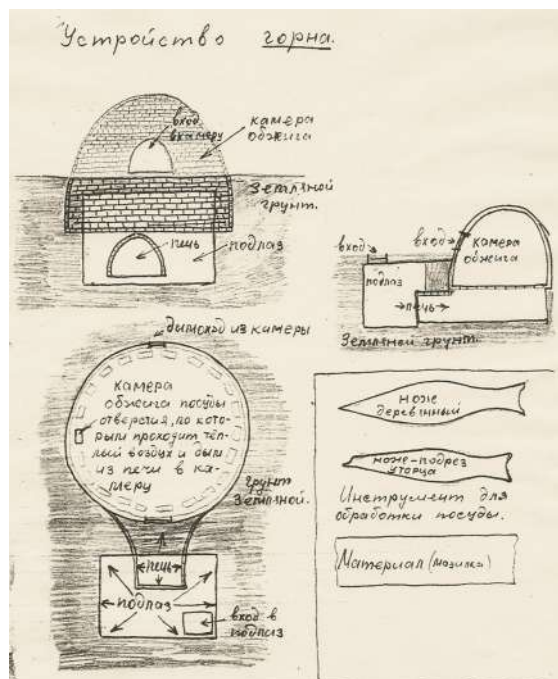 Устройство горна.
вход
в камеру
камера
обжига
Земляной
грунт.
печь
подлаз
вход
вход
камера
обжига
подлаз
печь
Земляной грунт.
дымоход из камеры
камера
обжига посуды
отверстия, по кото-
рым проходит тёп-
лый воздух и дым
из печи в ка-
меру
грунт
Земляной.
печь
подлаз
вход в
подлаз
ноже
деревянный
ноже-подрез
уторца
Инструмент для
обработки посуды.
Материал (мазилка)